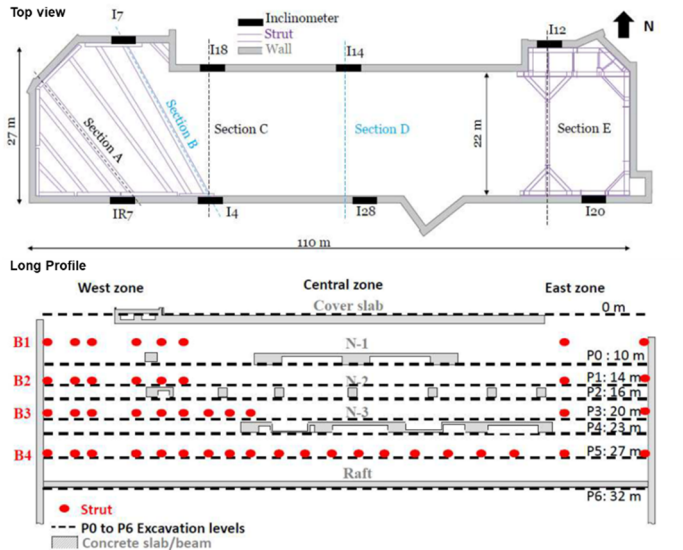 Top view
I7
Inclinometer
Strut
Wall
I12
N
I18
I14
27 m
Section A
Section B
Section C
Section D
22 m
Section E
IR7
I4
I28
I20
110 m
Long Profile
West zone
Central zone
East zone
Cover slab
0 m
B1
N-1
P0 : 10 m
B2
N-2
P1: 14 m
P2: 16 m
B3
N-3
P3: 20 m
P4: 23 m
B4
P5: 27 m
Raft
P6: 32 m
Strut
P0 to P6 Excavation levels
Concrete slab/beam